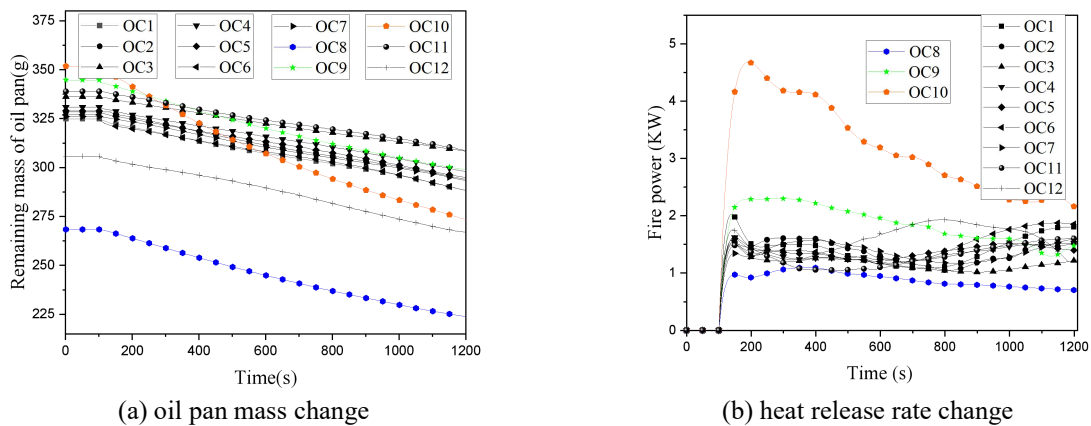 375
350
325
300
275
250
225
0 200 400 600 800 1000 1200
Remaining mass of oil pan(g)
Time(s)
OC1 OC4 OC7 OC10
OC2 OC5 OC8 OC11
OC3 OC6 OC9 OC12
(a) oil pan mass change
5
4
3
2
1
0
0 200 400 600 800 1000 1200
Fire power (KW)
Time (s)
OC8
OC9
OC10
OC1
OC2
OC3
OC4
OC5
OC6
OC7
OC11
OC12
(b) heat release rate change